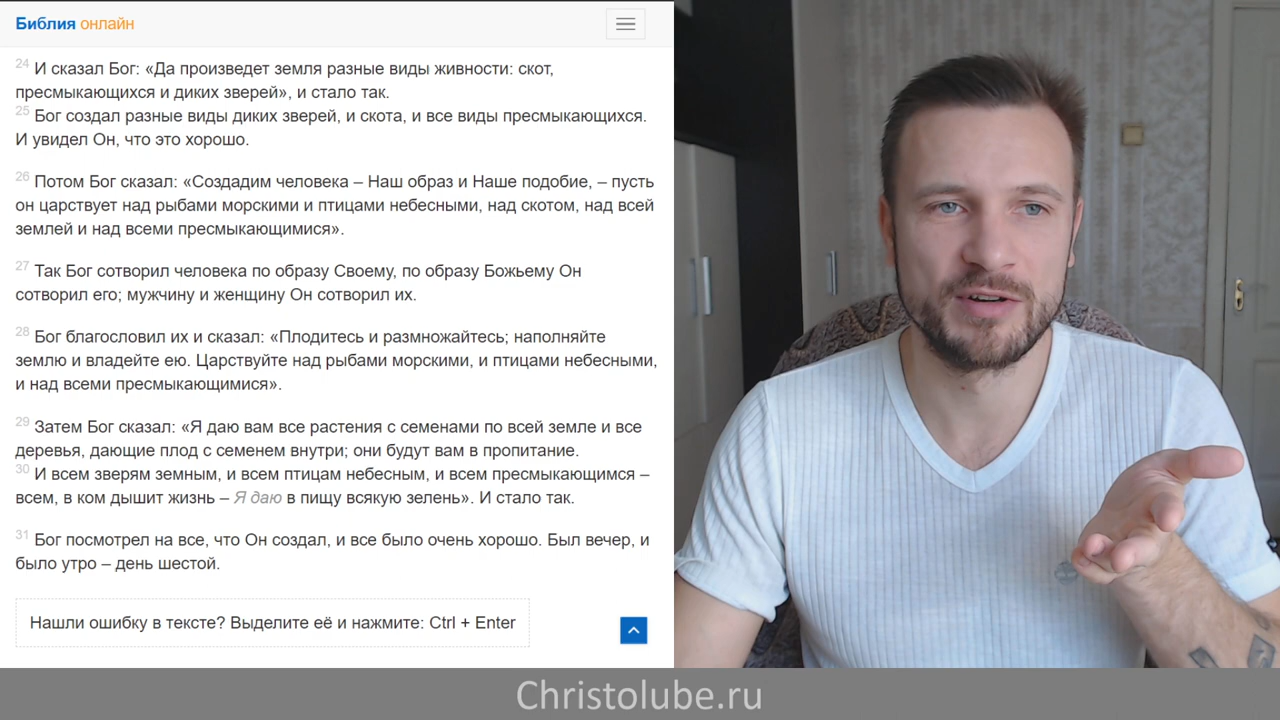 Библия онлайн
24 И сказал Бог: «Да произведет земля разные виды живности: скот,
пресмыкающихся и диких зверей», и стало так.
25 Бог создал разные виды диких зверей, и скота, и все виды пресмыкающихся.
И увидел Он, что это хорошо.
26 Потом Бог сказал: «Создадим человека – Наш образ и Наше подобие, – пусть
он царствует над рыбами морскими и птицами небесными, над скотом, над всей
землей и над всеми пресмыкающимися».
27 Так Бог сотворил человека по образу Своему, по образу Божьему Он
сотворил его; мужчину и женщину Он сотворил их.
28 Бог благословил их и сказал: «Плодитесь и размножайтесь; наполняйте
землю и владейте ею. Царствуйте над рыбами морскими, и птицами небесными,
и над всеми пресмыкающимися».
29 Затем Бог сказал: «Я даю вам все растения с семенами по всей земле и все
деревья, дающие плод с семенем внутри; они будут вам в пропитание.
30 И всем зверям земным, и всем птицам небесным, и всем пресмыкающимся –
всем, в ком дышит жизнь – Я даю в пищу всякую зелень». И стало так.
31 Бог посмотрел на все, что Он создал, и все было очень хорошо. Был вечер, и
было утро – день шестой.
Нашли ошибку в тексте? Выделите её и нажмите: Ctrl + Enter
Christolube.ru